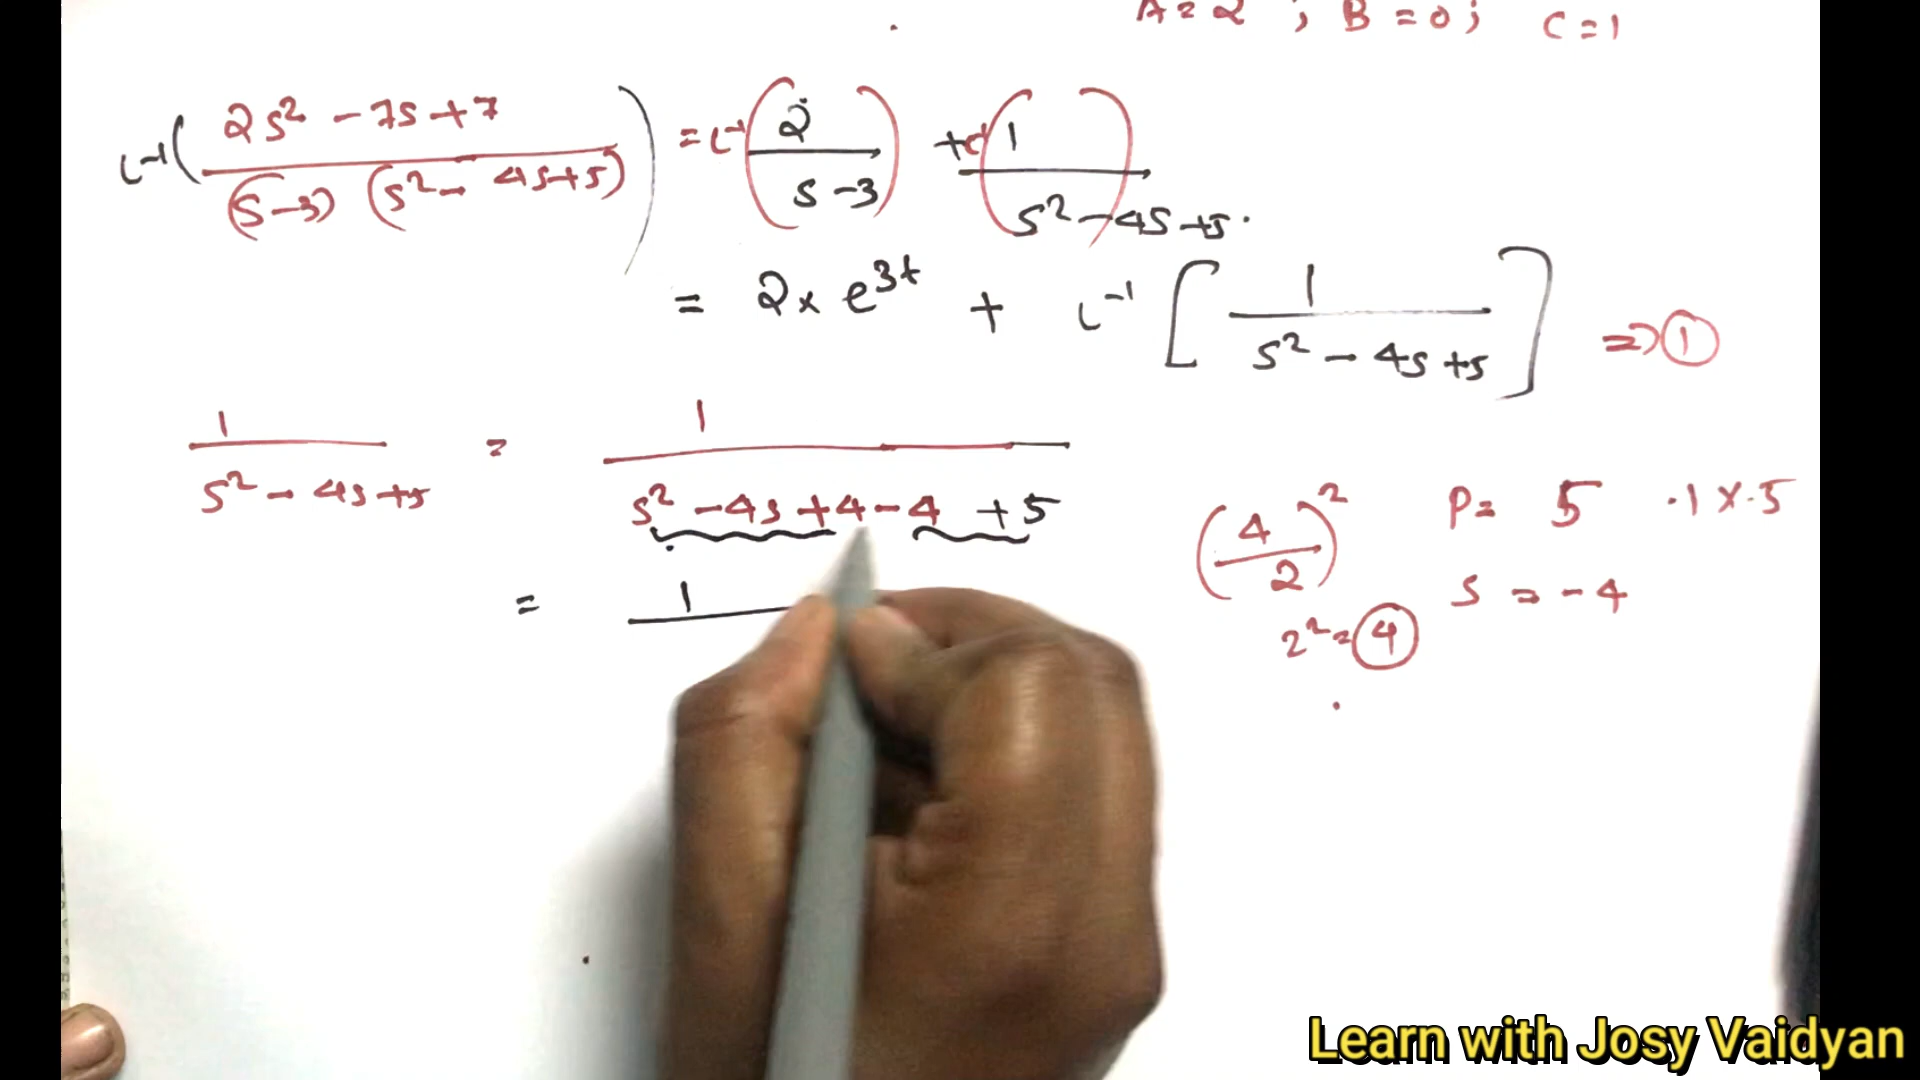 A = 2 ; B = 0 ; C = 1
L⁻¹( 2s² - 7s + 7 / (s-3) (s² - 4s + 5) ) = L⁻¹( 2 / s - 3 ) + L⁻¹( 1 / s² - 4s + 5 )
= 2 × e³ᵗ + L⁻¹ [ 1 / s² - 4s + 5 ] ⇒ ①
1 / s² - 4s + 5 = 1 / s² - 4s + 4 - 4 + 5
= 1
(4 / 2)²
2² = ④
P = 5 · 1 × · 5
S = - 4
Learn with Josy Vaidyan